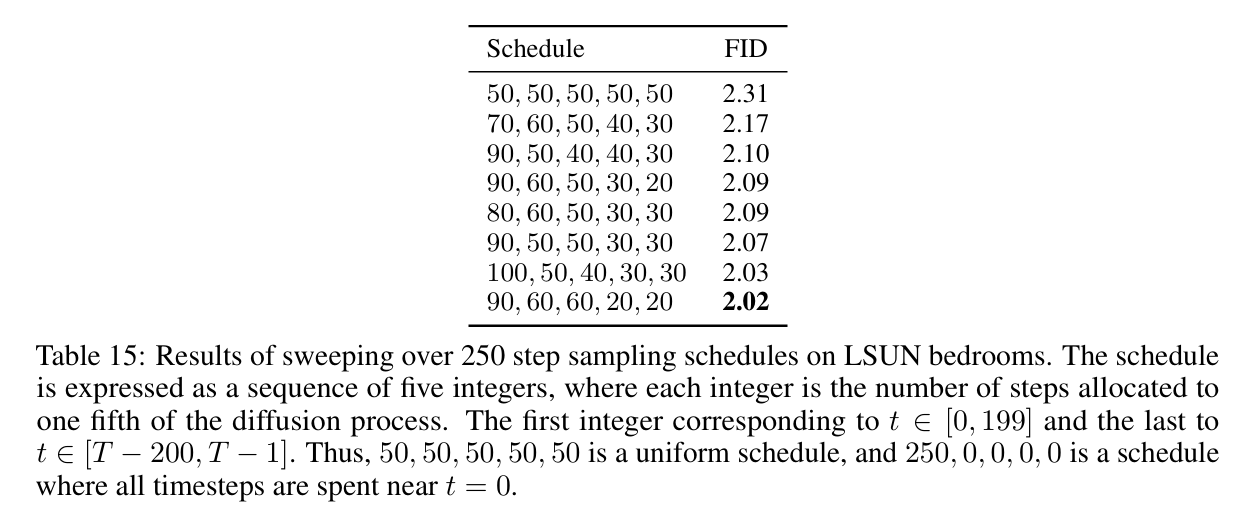 Schedule FID
50, 50, 50, 50, 50 2.31
70, 60, 50, 40, 30 2.17
90, 50, 40, 40, 30 2.10
90, 60, 50, 30, 20 2.09
80, 60, 50, 30, 30 2.09
90, 50, 50, 30, 30 2.07
100, 50, 40, 30, 30 2.03
90, 60, 60, 20, 20 2.02
Table 15: Results of sweeping over 250 step sampling schedules on LSUN bedrooms. The schedule
is expressed as a sequence of five integers, where each integer is the number of steps allocated to
one fifth of the diffusion process. The first integer corresponding to t ∈ [0, 199] and the last to
t ∈ [T − 200, T − 1]. Thus, 50, 50, 50, 50, 50 is a uniform schedule, and 250, 0, 0, 0, 0 is a schedule
where all timesteps are spent near t = 0.